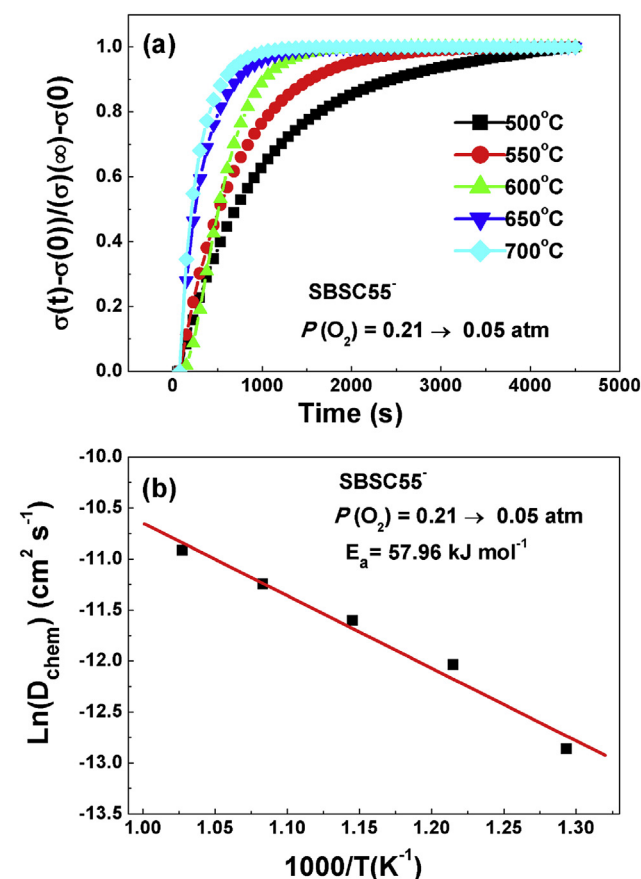 (a)
1.0
0.8
0.6
0.4
0.2
0.0
σ(t)-σ(0))/(σ)(∞)-σ(0)
500°C
550°C
600°C
650°C
700°C
SBSC55⁻
P(O₂) = 0.21 → 0.05 atm
0 1000 2000 3000 4000 5000
Time (s)
(b)
-10.0
-10.5
-11.0
-11.5
-12.0
-12.5
-13.0
-13.5
Ln(D_chem) (cm² s⁻¹)
SBSC55⁻
P(O₂) = 0.21 → 0.05 atm
Eₐ= 57.96 kJ mol⁻¹
1.00 1.05 1.10 1.15 1.20 1.25 1.30
1000/T(K⁻¹)